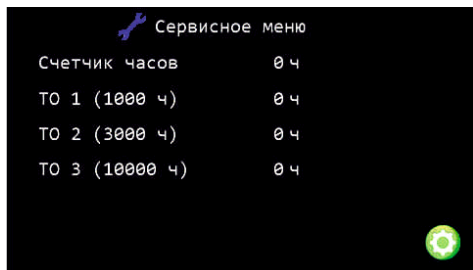 Сервисное меню
Счетчик часов 0 ч
ТО 1 (1000 ч) 0 ч
ТО 2 (3000 ч) 0 ч
ТО 3 (10000 ч) 0 ч